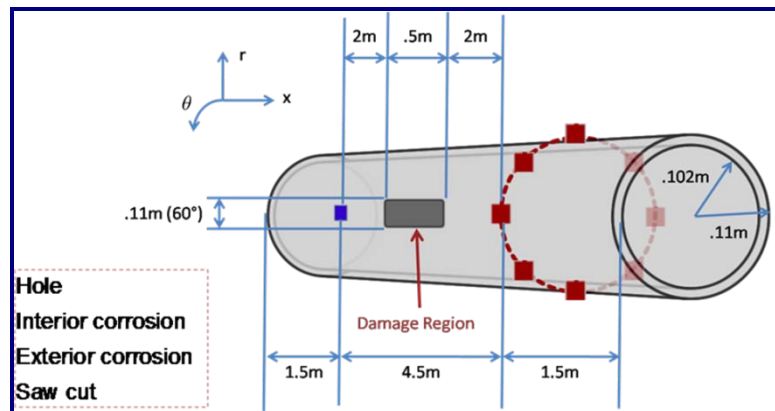 2m .5m 2m
r
θ x
.102m
.11m (60°)
.11m
Hole
Interior corrosion
Exterior corrosion
Saw cut
Damage Region
1.5m 4.5m 1.5m